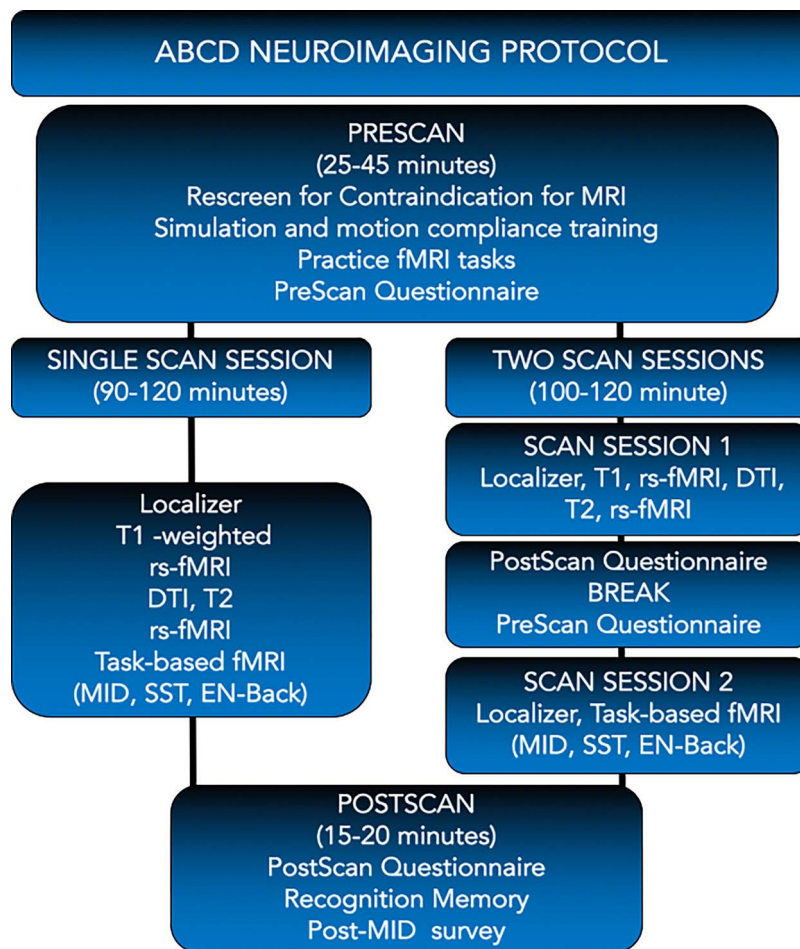 ABCD NEUROIMAGING PROTOCOL
PRESCAN
(25-45 minutes)
Rescreen for Contraindication for MRI
Simulation and motion compliance training
Practice fMRI tasks
PreScan Questionnaire
SINGLE SCAN SESSION
(90-120 minutes)
Localizer
T1 -weighted
rs-fMRI
DTI, T2
rs-fMRI
Task-based fMRI
(MID, SST, EN-Back)
TWO SCAN SESSIONS
(100-120 minute)
SCAN SESSION 1
Localizer, T1, rs-fMRI, DTI,
T2, rs-fMRI
PostScan Questionnaire
BREAK
PreScan Questionnaire
SCAN SESSION 2
Localizer, Task-based fMRI
(MID, SST, EN-Back)
POSTSCAN
(15-20 minutes)
PostScan Questionnaire
Recognition Memory
Post-MID survey